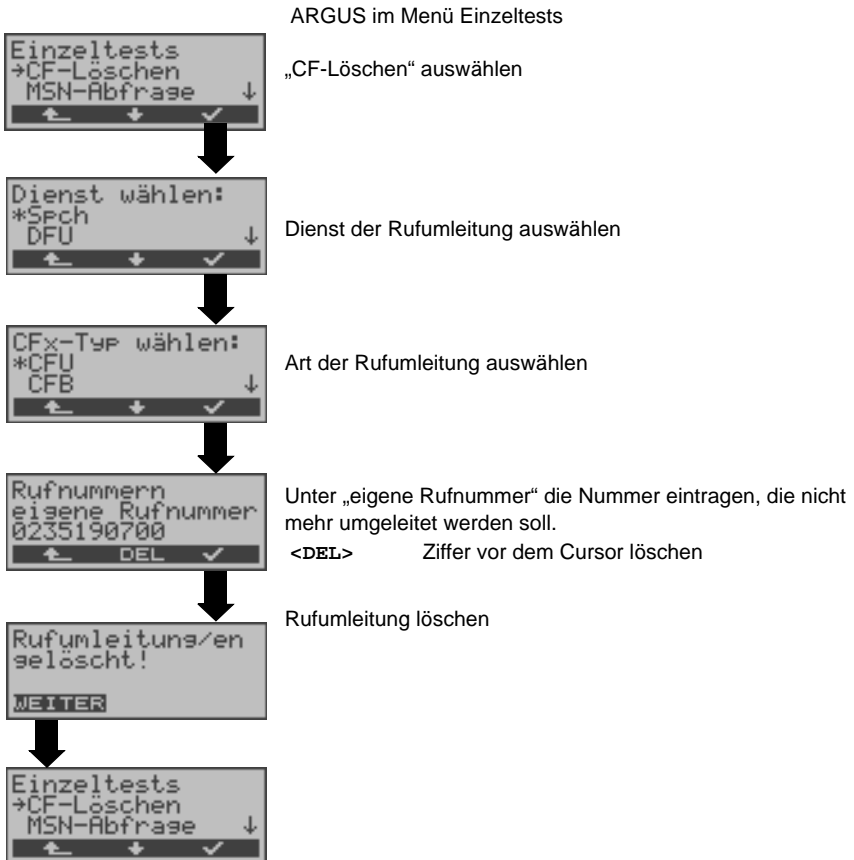 ARGUS im Menü Einzeltests
Einzeltests
→CF-Löschen
MSN-Abfrage ↓
„CF-Löschen“ auswählen
Dienst wählen:
*Spch
DFU ↓
Dienst der Rufumleitung auswählen
CFx-Typ wählen:
*CFU
CFB ↓
Art der Rufumleitung auswählen
Rufnummern
eigene Rufnummer
0235190700
DEL
Unter „eigene Rufnummer“ die Nummer eintragen, die nicht
mehr umgeleitet werden soll.
<DEL> Ziffer vor dem Cursor löschen
Rufumleitung löschen
Rufumleitung/en
gelöscht!
WEITER
Einzeltests
→CF-Löschen
MSN-Abfrage ↓